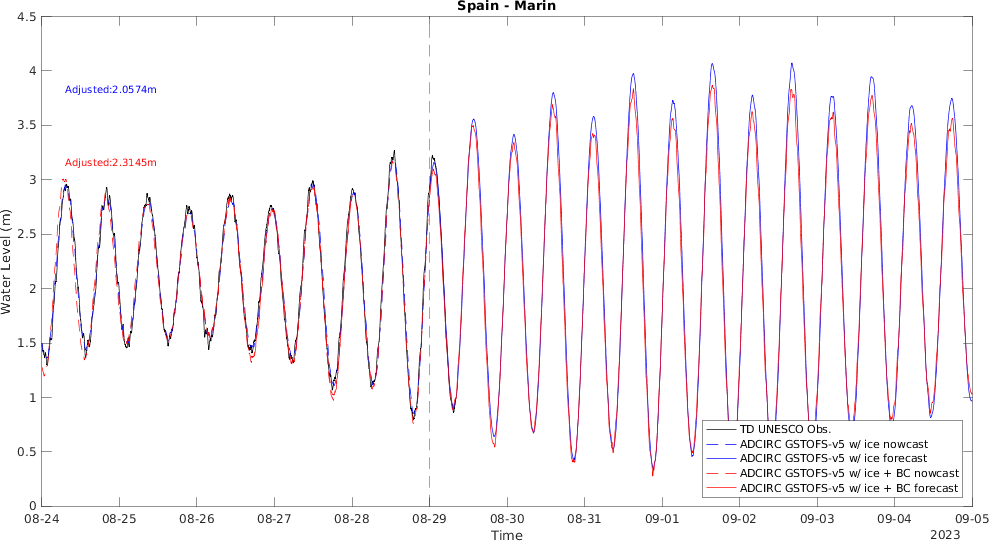 Spain - Marin
4.5
4
3.5
3
2.5
2
1.5
1
0.5
0
Water Level (m)
Adjusted:2.0574m
Adjusted:2.3145m
TD UNESCO Obs.
ADCIRC GSTOFS-v5 w/ ice nowcast
ADCIRC GSTOFS-v5 w/ ice forecast
ADCIRC GSTOFS-v5 w/ ice + BC nowcast
ADCIRC GSTOFS-v5 w/ ice + BC forecast
08-24 08-25 08-26 08-27 08-28 08-29 08-30 08-31 09-01 09-02 09-03 09-04 09-05
Time
2023